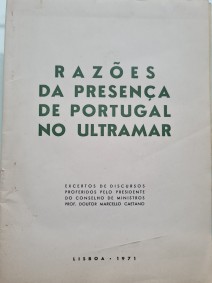 RAZÕES
DA PRESENÇA
DE PORTUGAL
NO ULTRAMAR
EXCERTOS DE DISCURSOS
PROFERIDOS PELO PRESIDENTE
DO CONSELHO DE MINISTROS
PROF. DOUTOR MARCELLO CAETANO
LISBOA · 1971